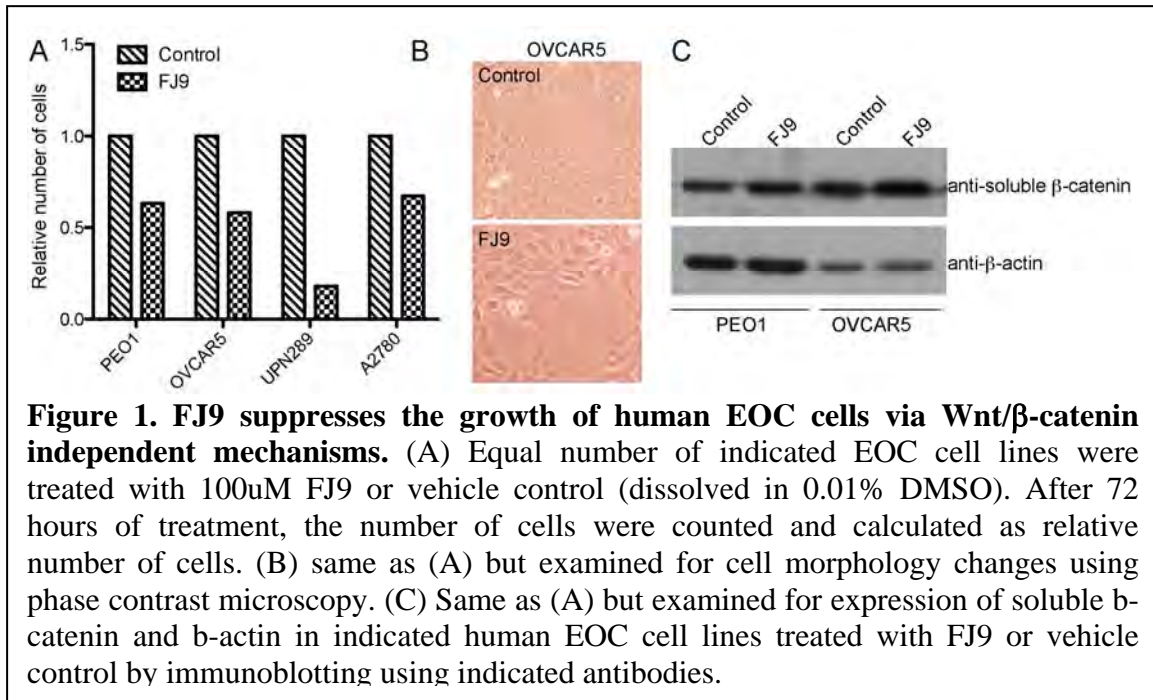 A
1.5
1.0
0.5
0.0
Relative number of cells
Control
FJ9
PEO1
OVCAR5
UPN289
A2780
B
OVCAR5
Control
FJ9
C
Control
FJ9
Control
FJ9
anti-soluble β-catenin
anti-β-actin
PEO1
OVCAR5
Figure 1. FJ9 suppresses the growth of human EOC cells via Wnt/β-catenin
independent mechanisms. (A) Equal number of indicated EOC cell lines were
treated with 100uM FJ9 or vehicle control (dissolved in 0.01% DMSO). After 72
hours of treatment, the number of cells were counted and calculated as relative
number of cells. (B) same as (A) but examined for cell morphology changes using
phase contrast microscopy. (C) Same as (A) but examined for expression of soluble b-
catenin and b-actin in indicated human EOC cell lines treated with FJ9 or vehicle
control by immunoblotting using indicated antibodies.